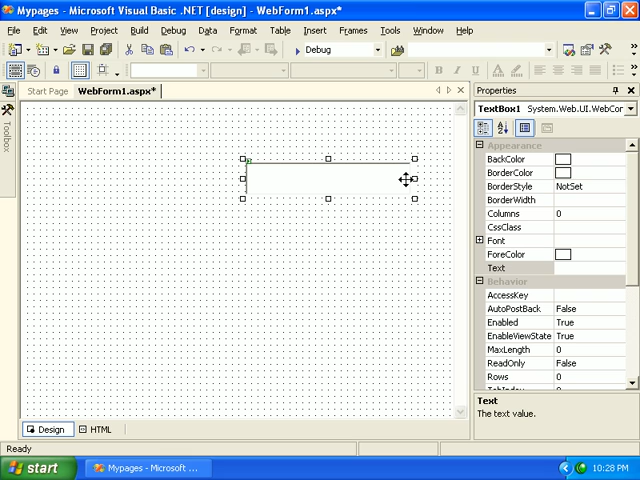 Mypages - Microsoft Visual Basic .NET [design] - WebForm1.aspx*
File Edit View Project Build Debug Data Format Table Insert Frames Tools Window Help
Debug
B I U
Start Page WebForm1.aspx*
Toolbox
Properties
TextBox1 System.Web.UI.WebCor
Appearance
BackColor
BorderColor
BorderStyle NotSet
BorderWidth
Columns 0
CssClass
Font
ForeColor
Text
Behavior
AccessKey
AutoPostBack False
Enabled True
EnableViewState True
MaxLength 0
ReadOnly False
Rows 0
Text
The text value.
Design HTML
Ready
start Mypages - Microsoft ... 10:28 PM